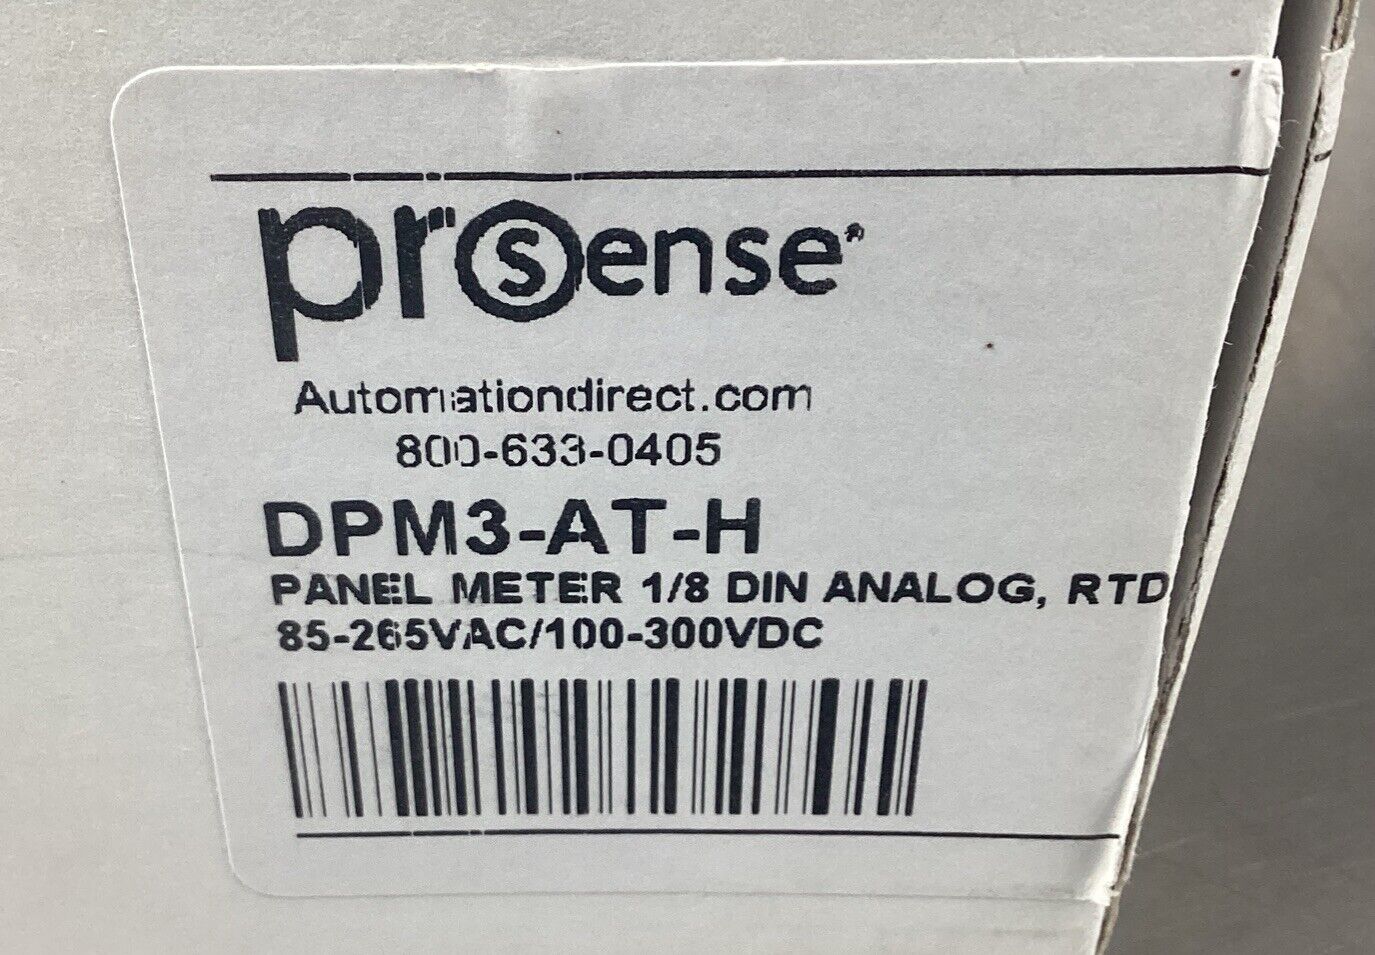 prosense®
Automationdirect.com
800-633-0405
DPM3-AT-H
PANEL METER 1/8 DIN ANALOG, RTD
85-265VAC/100-300VDC